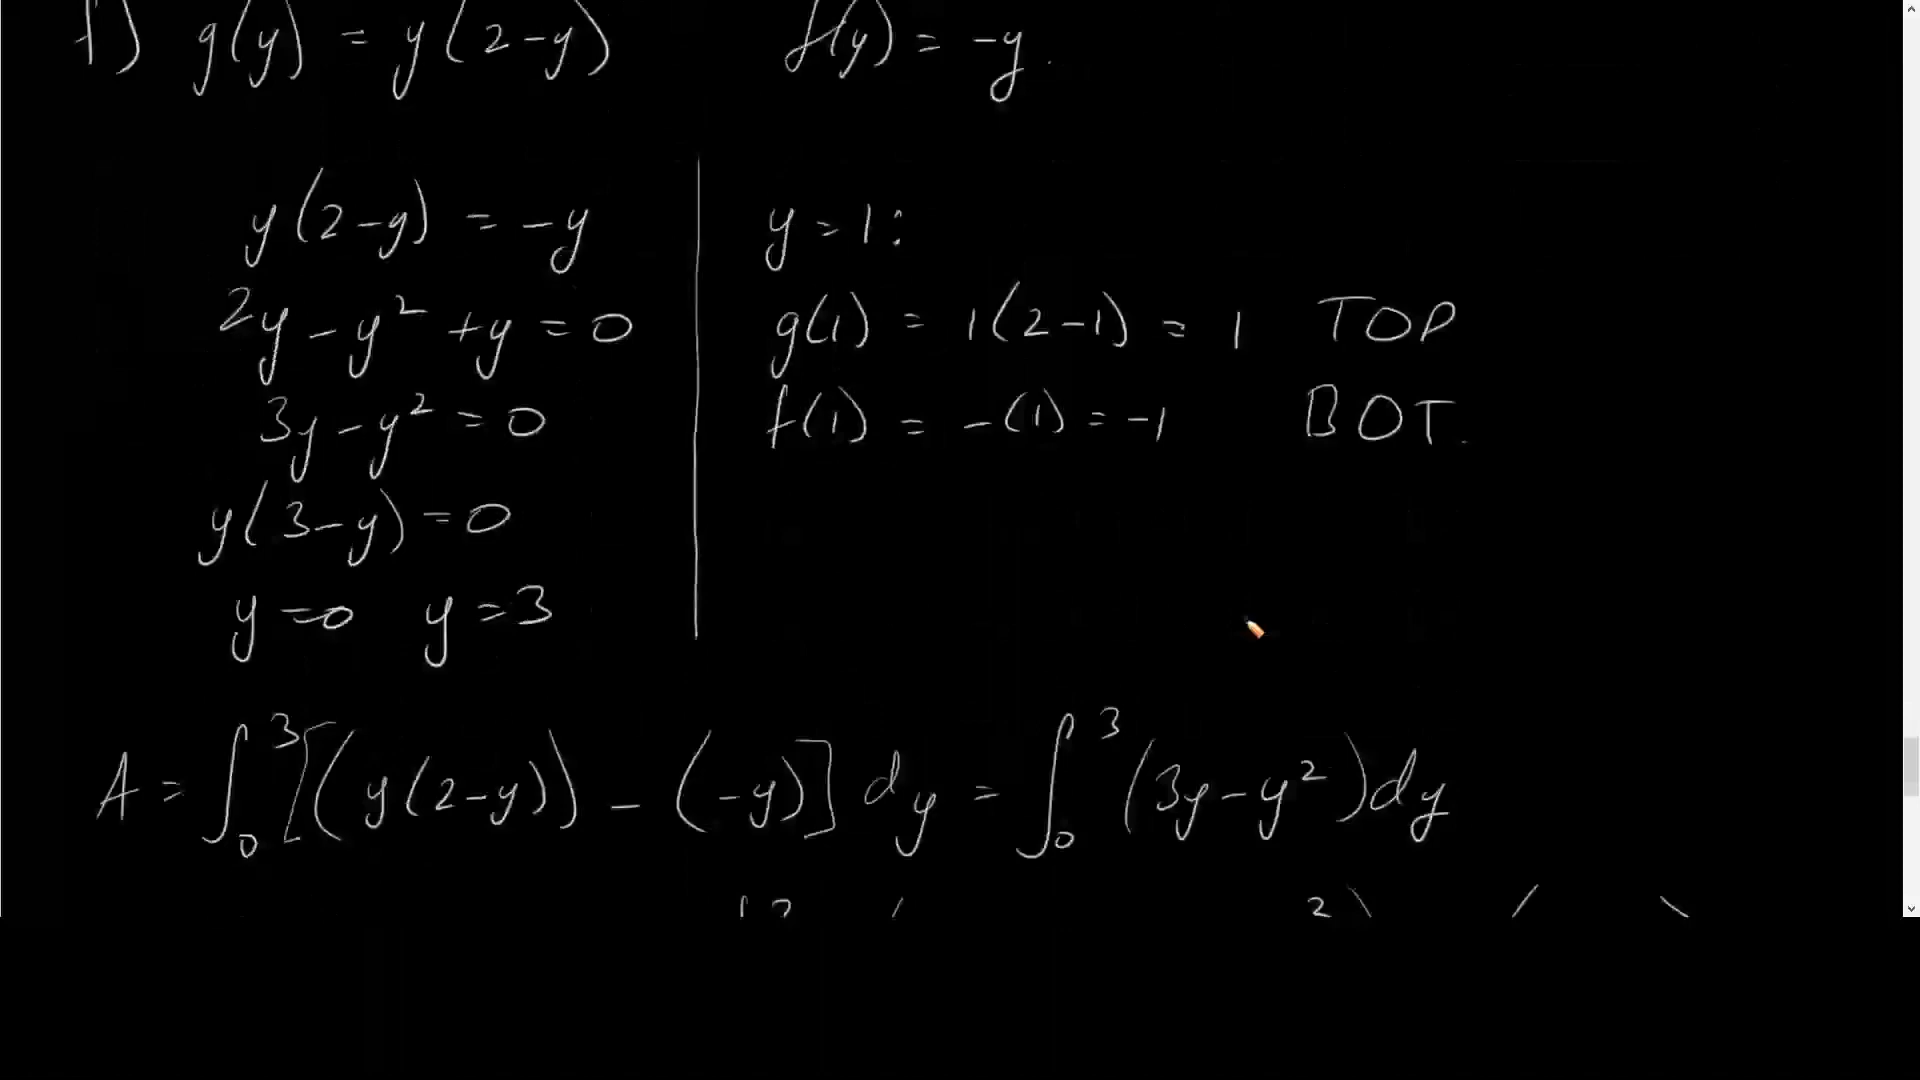 f) g(y) = y(2-y) f(y) = -y.
y(2-y) = -y
2y - y² + y = 0
3y - y² = 0
y(3-y) = 0
y = 0 y = 3
y = 1:
g(1) = 1(2-1) = 1 TOP
f(1) = -(1) = -1 BOT.
A = ∫₀³ [(y(2-y)) - (-y)] dy = ∫₀³ (3y - y²) dy